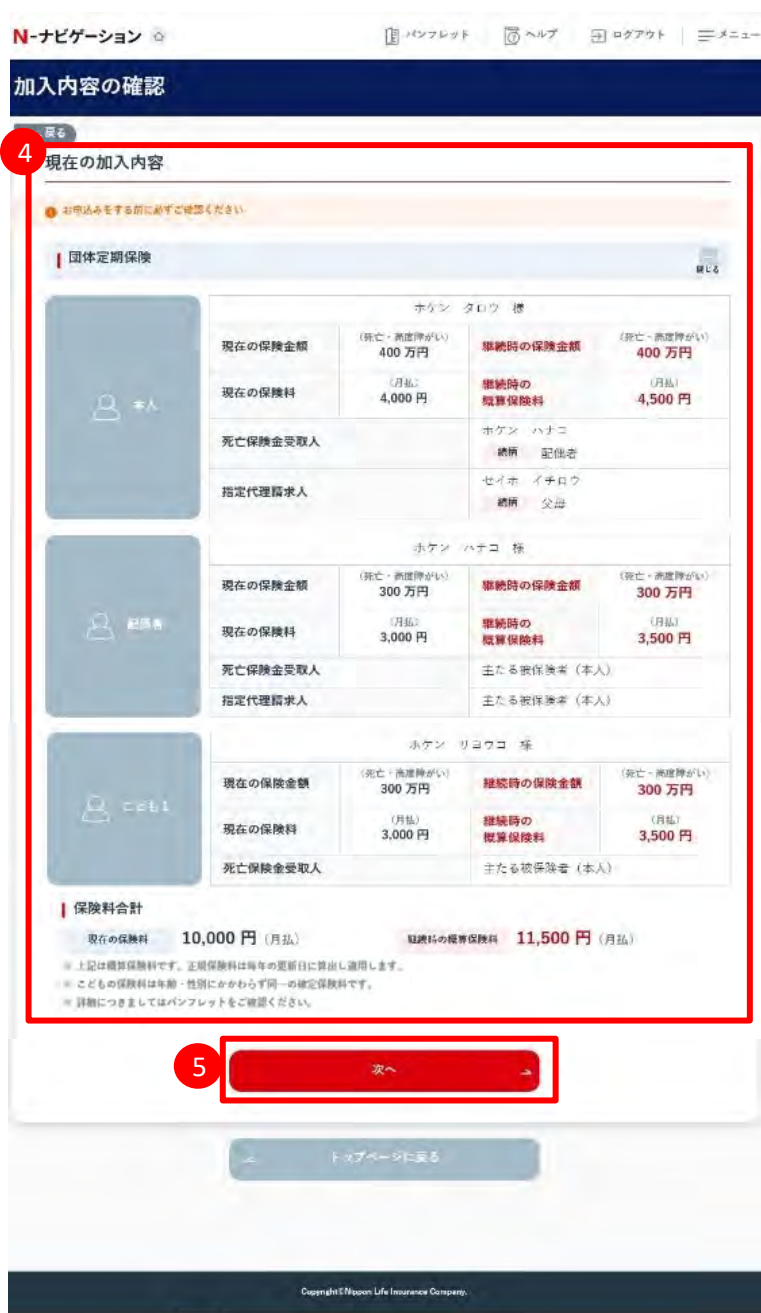 N-ナビゲーション
パンフレット ヘルプ ログアウト メニュー
加入内容の確認
戻る
4
現在の加入内容
お申込みをする前に必ずご確認ください
団体定期保険
閉じる
本人
ホケン タロウ 様
現在の保険金額 (死亡・高度障がい) 400 万円 継続時の保険金額 (死亡・高度障がい) 400 万円
現在の保険料 (月払) 4,000 円 継続時の概算保険料 (月払) 4,500 円
死亡保険金受取人 ホケン ハナコ
続柄 配偶者
指定代理請求人 セイホ イチロウ
続柄 父母
配偶者
ホケン ハナコ 様
現在の保険金額 (死亡・高度障がい) 300 万円 継続時の保険金額 (死亡・高度障がい) 300 万円
現在の保険料 (月払) 3,000 円 継続時の概算保険料 (月払) 3,500 円
死亡保険金受取人 主たる被保険者（本人）
指定代理請求人 主たる被保険者（本人）
こども1
ホケン リョウコ 様
現在の保険金額 (死亡・高度障がい) 300 万円 継続時の保険金額 (死亡・高度障がい) 300 万円
現在の保険料 (月払) 3,000 円 継続時の概算保険料 (月払) 3,500 円
死亡保険金受取人 主たる被保険者（本人）
保険料合計
現在の保険料 10,000 円（月払） 継続時の概算保険料 11,500 円（月払）
※ 上記は概算保険料です。正規保険料は毎年の更新日に算出し適用します。
※ こどもの保険料は年齢・性別にかかわらず同一の確定保険料です。
※ 詳細につきましてはパンフレットをご確認ください。
5
次へ
トップページに戻る
Copyright © Nippon Life Insurance Company.